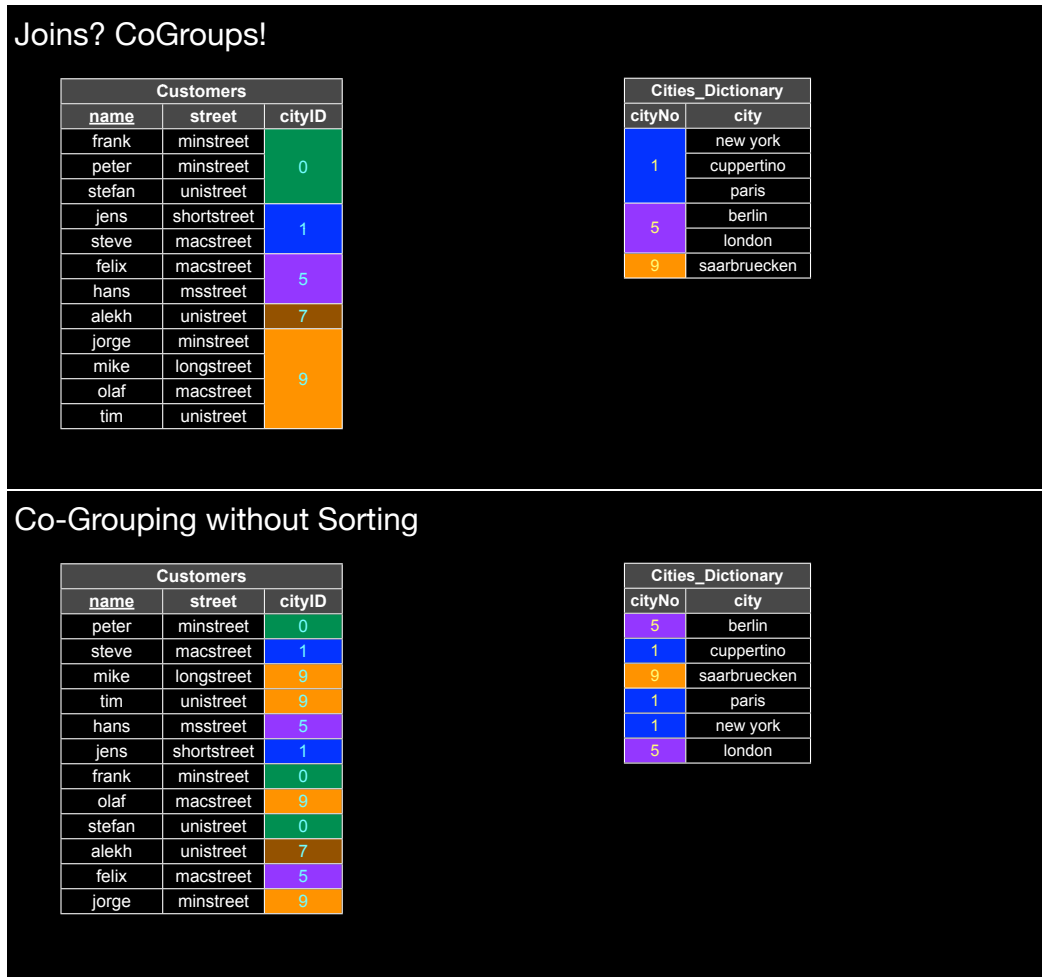 Joins? CoGroups!
Customers
name street cityID
frank minstreet 0
peter minstreet
stefan unistreet
jens shortstreet 1
steve macstreet
felix macstreet 5
hans msstreet
alekh unistreet 7
jorge minstreet 9
mike longstreet
olaf macstreet
tim unistreet
Cities_Dictionary
cityNo city
1 new york
cuppertino
paris
5 berlin
london
9 saarbruecken
Co-Grouping without Sorting
Customers
name street cityID
peter minstreet 0
steve macstreet 1
mike longstreet 9
tim unistreet 9
hans msstreet 5
jens shortstreet 1
frank minstreet 0
olaf macstreet 9
stefan unistreet 0
alekh unistreet 7
felix macstreet 5
jorge minstreet 9
Cities_Dictionary
cityNo city
5 berlin
1 cuppertino
9 saarbruecken
1 paris
1 new york
5 london